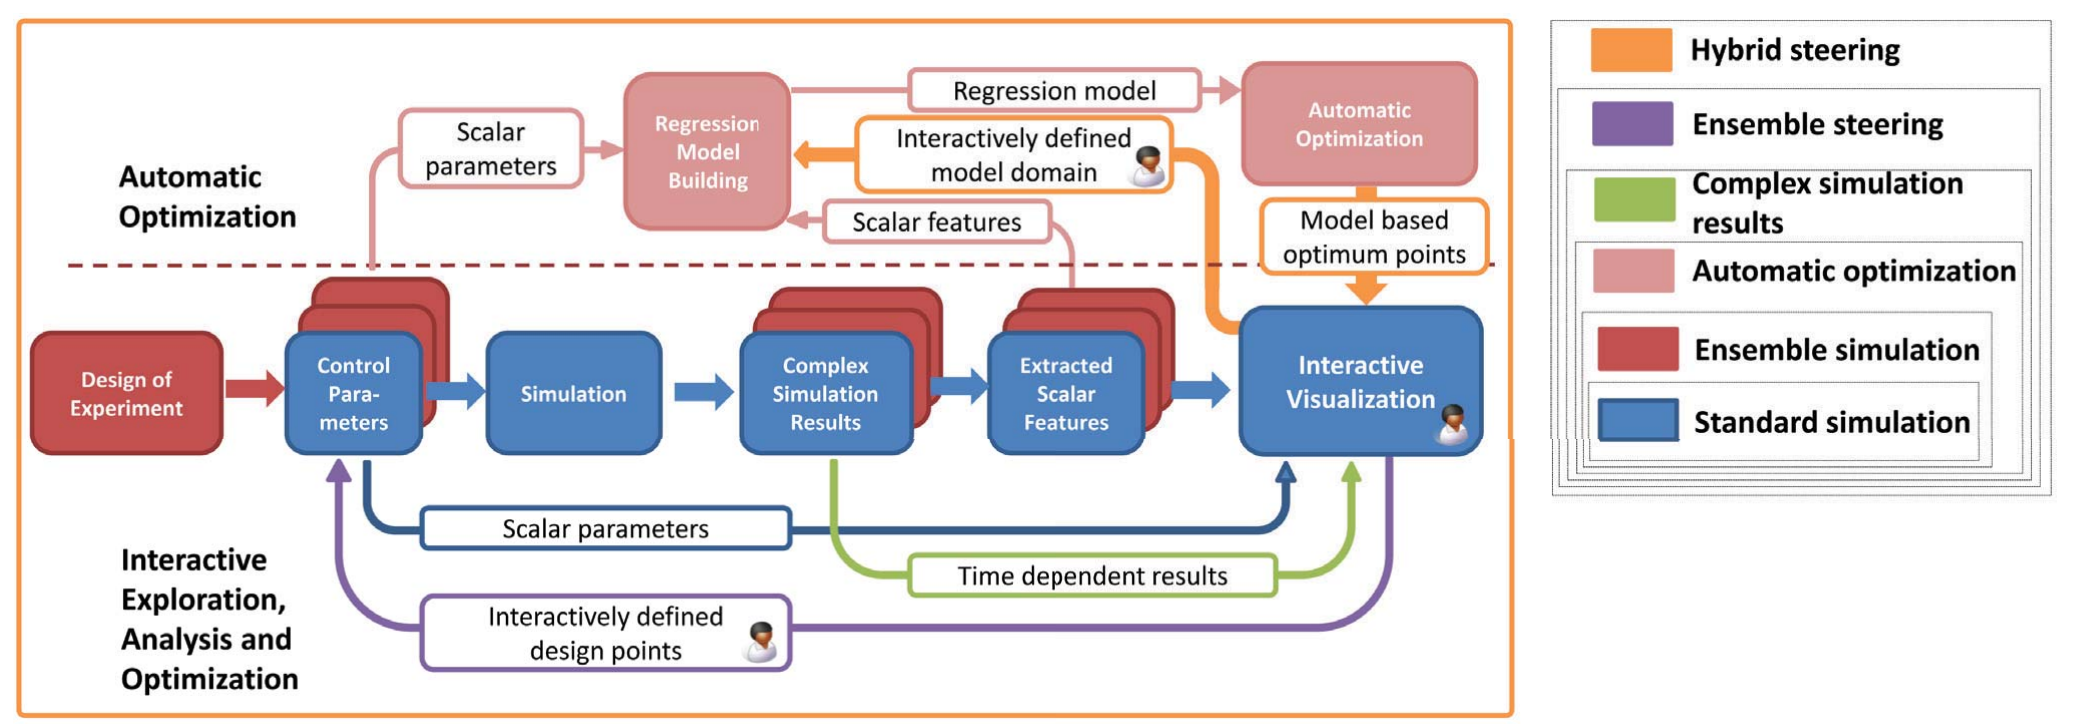 Automatic
Optimization
Scalar
parameters
Regression
Model
Building
Regression model
Interactively defined
model domain
Scalar features
Automatic
Optimization
Model based
optimum points
Design of
Experiment
Control
Para-
meters
Simulation
Complex
Simulation
Results
Extracted
Scalar
Features
Interactive
Visualization
Scalar parameters
Time dependent results
Interactively defined
design points
Interactive
Exploration,
Analysis and
Optimization
Hybrid steering
Ensemble steering
Complex simulation
results
Automatic optimization
Ensemble simulation
Standard simulation